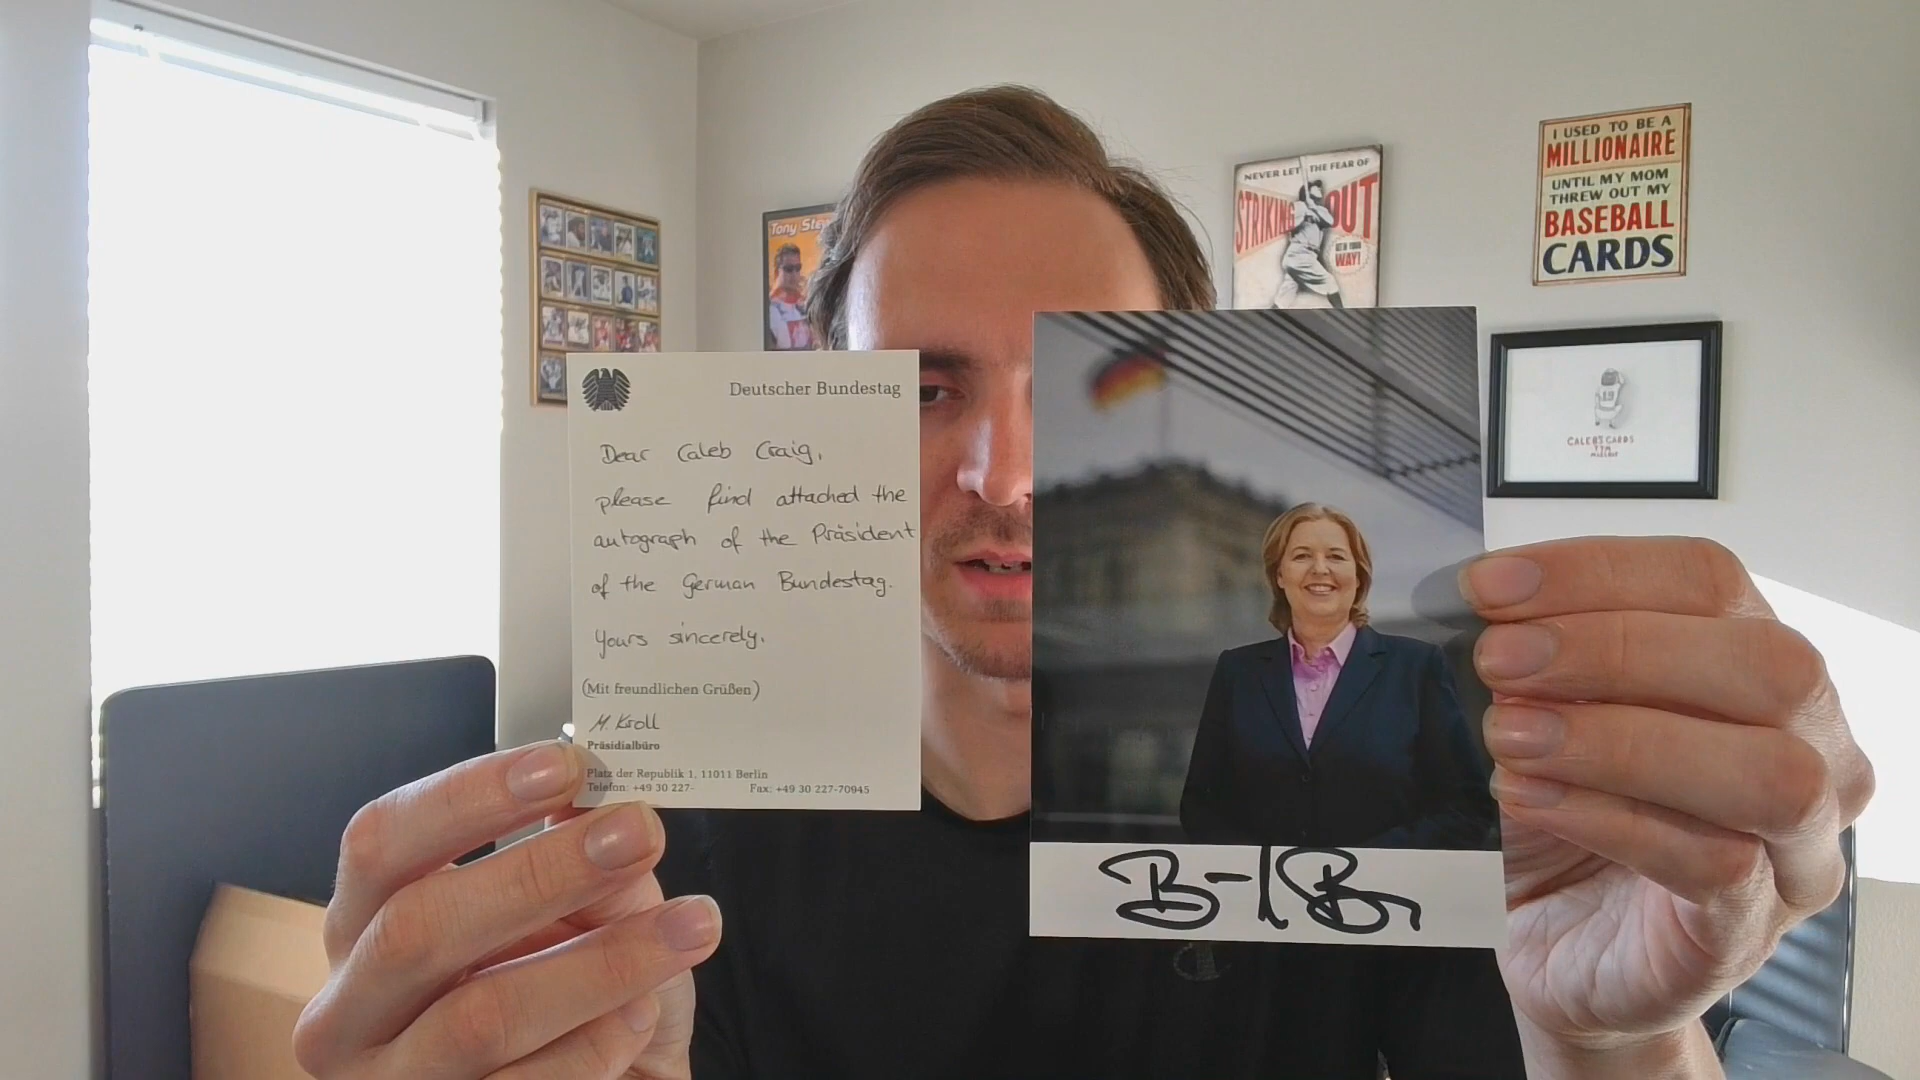 Deutscher Bundestag
Dear Caleb Craig,
please find attached the
autograph of the Präsident
of the German Bundestag.
Yours sincerely,
(Mit freundlichen Grüßen)
M. Kroll
Präsidialbüro
Platz der Republik 1, 11011 Berlin
Telefon: +49 30 227-
Fax: +49 30 227-70945
Tony Ste
NEVER LET THE FEAR OF
STRIKING OUT
WAY!
I USED TO BE A
MILLIONAIRE
UNTIL MY MOM
THREW OUT MY
BASEBALL
CARDS
19
CALEB'S CARDS
TTM